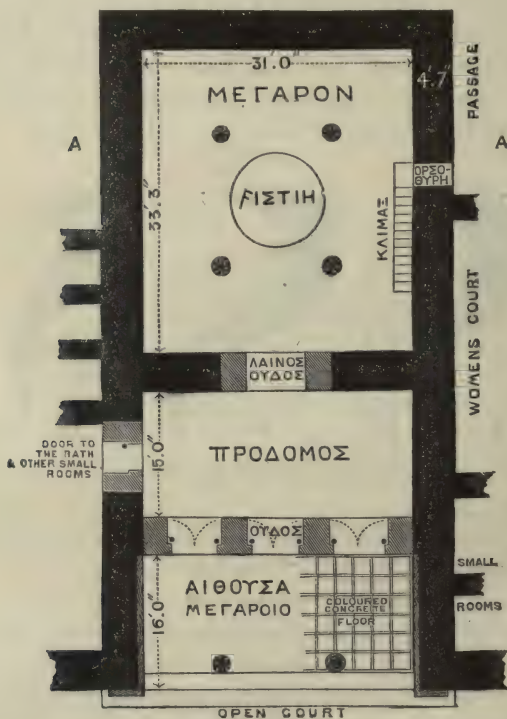 31.0"
ΜΕΓΑΡΟΝ
4'.7"
PASSAGE
A
A
ΟΡΣΟ-
ΘΥΡΗ
ϜΙΣΤΙΗ
ΚΛΙΜΑΞ
33'.3"
WOMENS COURT
ΛΑΙΝΟΣ
ΟΥΔΟΣ
DOOR TO
THE BATH
& OTHER SMALL
ROOMS
15'.0"
ΠΡΟΔΟΜΟΣ
ΟΥΔΟΣ
16'.0"
ΑΙΘΟΥΣΑ
ΜΕΓΑΡΟΙΟ
COLOURED
CONCRETE
FLOOR
SMALL
ROOMS
OPEN COURT